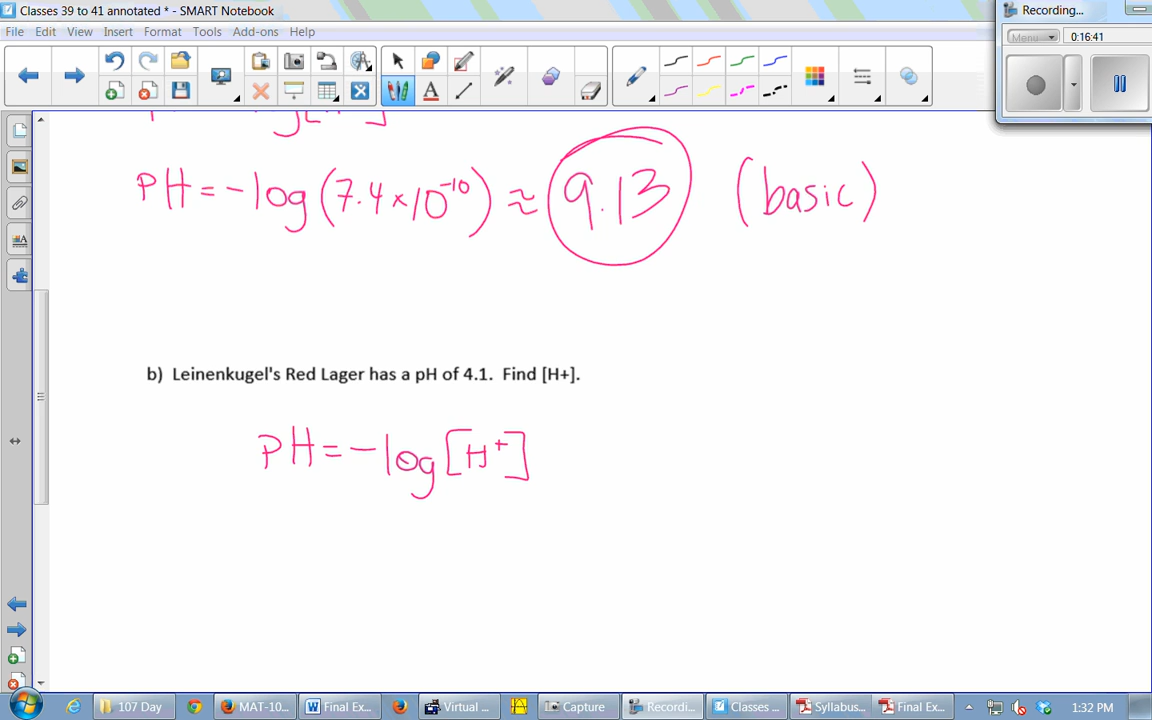 Classes 39 to 41 annotated * - SMART Notebook
Recording...
File Edit View Insert Format Tools Add-ons Help
Menu 0:16:41
PH = -log(7.4×10⁻¹⁰) ≈ 9.13 (basic)
b) Leinenkugel's Red Lager has a pH of 4.1. Find [H+].
PH = -log[H⁺]
107 Day MAT-10... Final Ex... Virtual ... Capture Recordi... Classes ... Syllabus... Final Ex... 1:32 PM